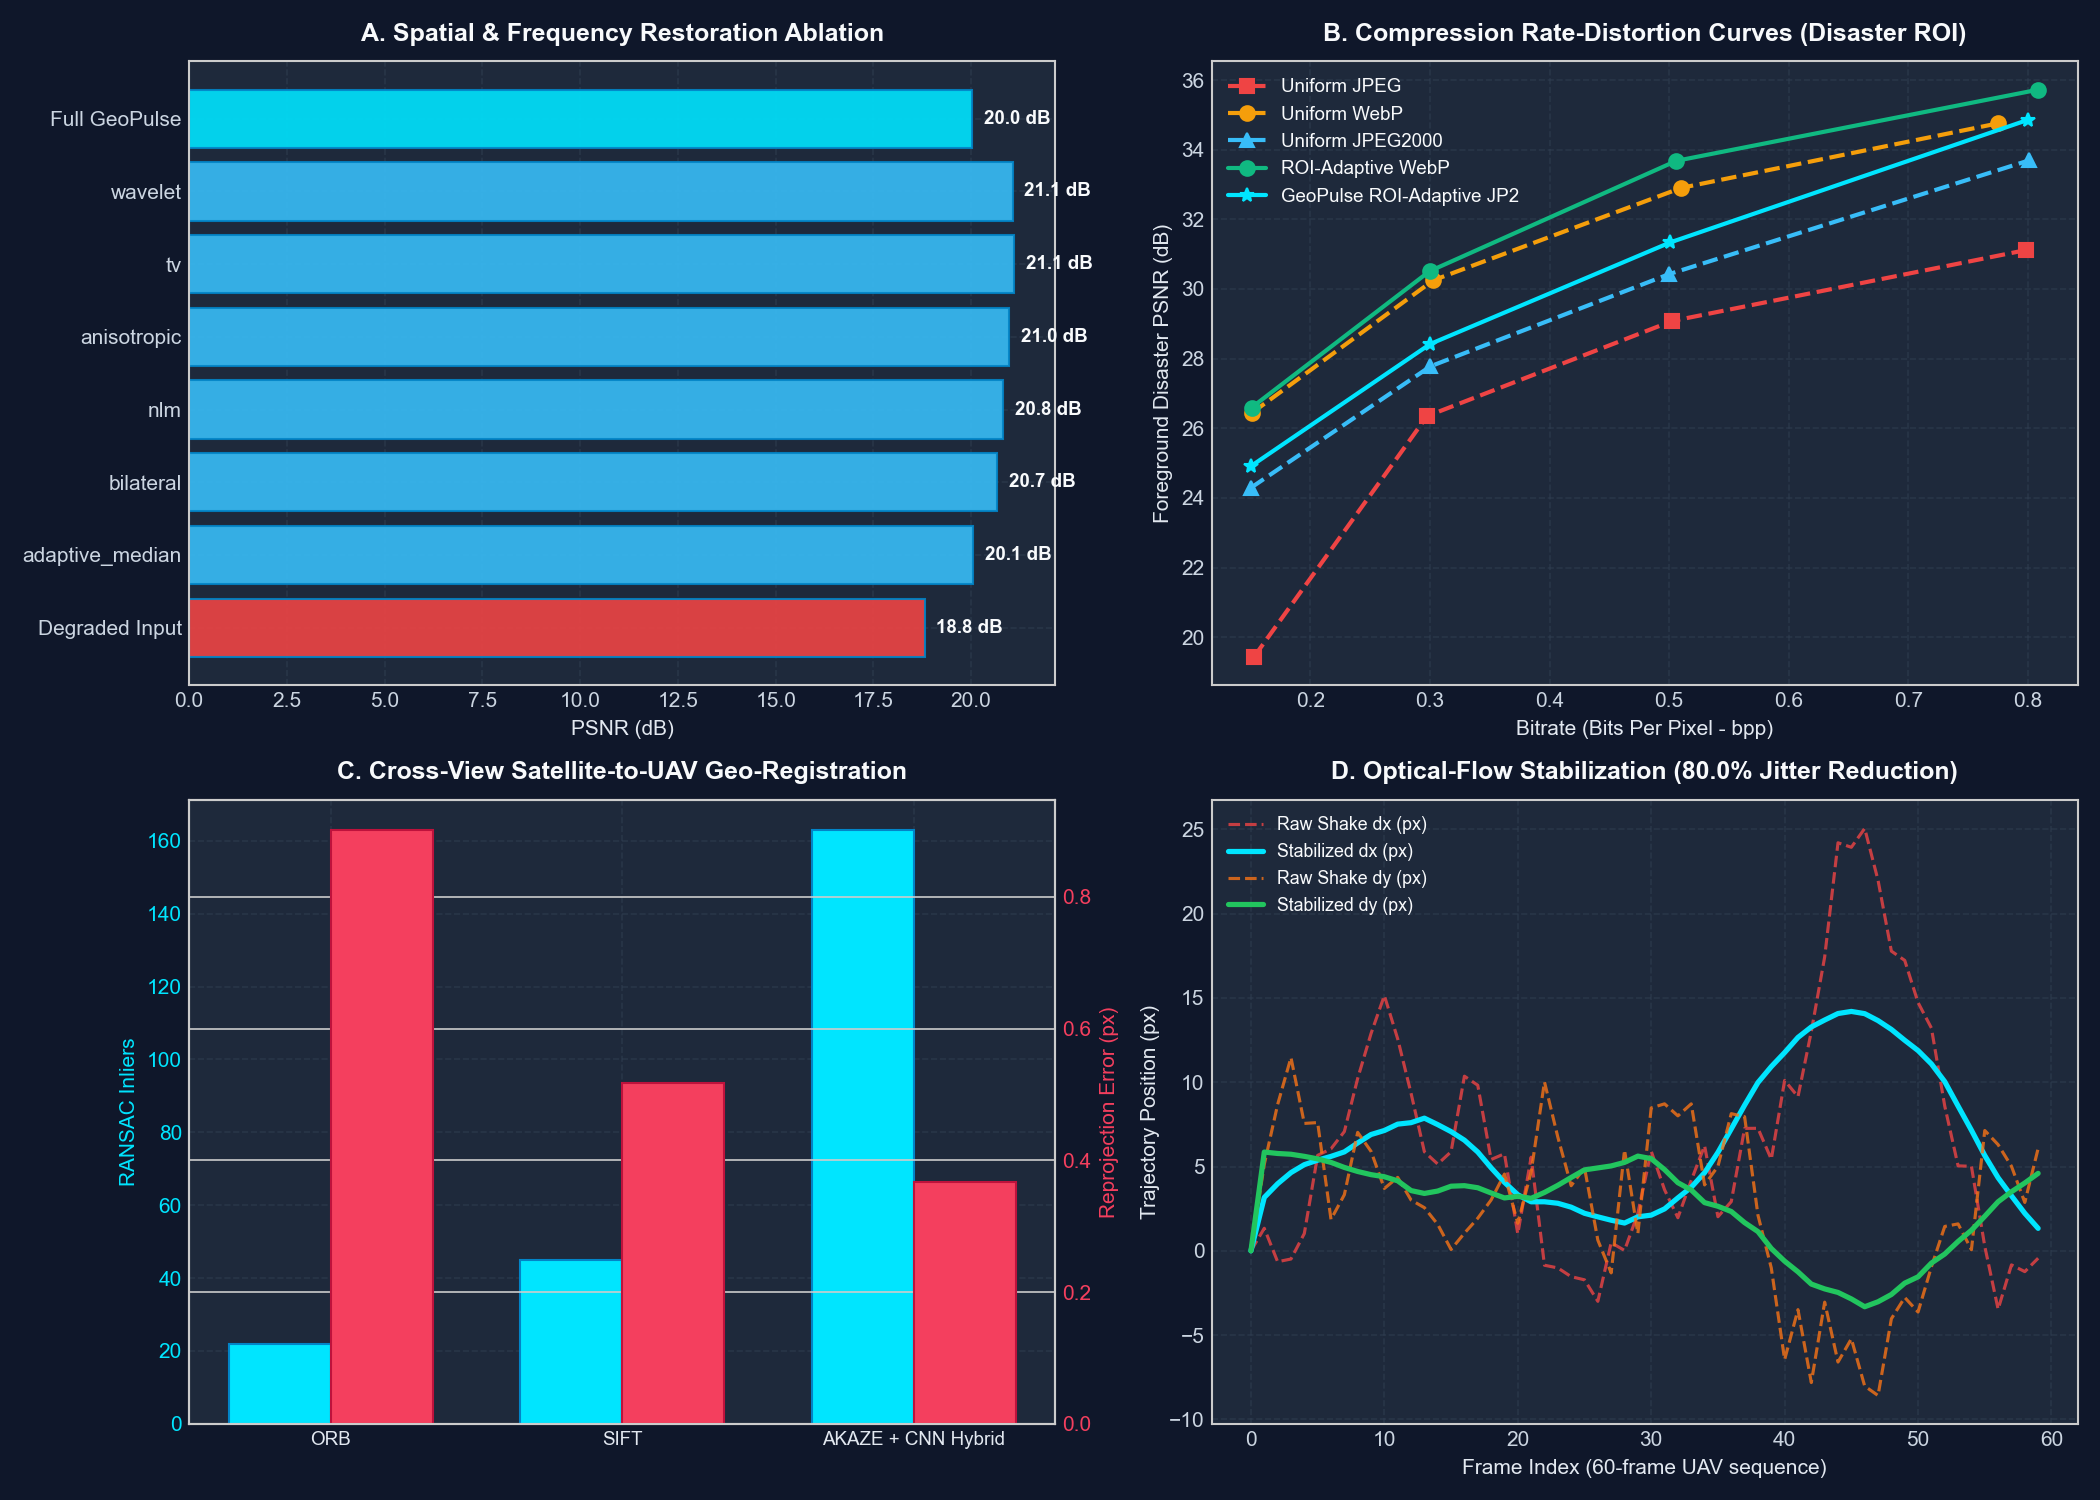 A. Spatial & Frequency Restoration Ablation
Full GeoPulse
20.0 dB
wavelet
21.1 dB
tv
21.1 dB
anisotropic
21.0 dB
nlm
20.8 dB
bilateral
20.7 dB
adaptive_median
20.1 dB
Degraded Input
18.8 dB
0.0 2.5 5.0 7.5 10.0 12.5 15.0 17.5 20.0
PSNR (dB)
B. Compression Rate-Distortion Curves (Disaster ROI)
Uniform JPEG
Uniform WebP
Uniform JPEG2000
ROI-Adaptive WebP
GeoPulse ROI-Adaptive JP2
Foreground Disaster PSNR (dB)
36
34
32
30
28
26
24
22
20
0.2 0.3 0.4 0.5 0.6 0.7 0.8
Bitrate (Bits Per Pixel - bpp)
C. Cross-View Satellite-to-UAV Geo-Registration
RANSAC Inliers
160
140
120
100
80
60
40
20
0
0.8
0.6
0.4
0.2
0.0
Reprojection Error (px)
ORB SIFT AKAZE + CNN Hybrid
D. Optical-Flow Stabilization (80.0% Jitter Reduction)
Raw Shake dx (px)
Stabilized dx (px)
Raw Shake dy (px)
Stabilized dy (px)
Trajectory Position (px)
25
20
15
10
5
0
−5
−10
0 10 20 30 40 50 60
Frame Index (60-frame UAV sequence)